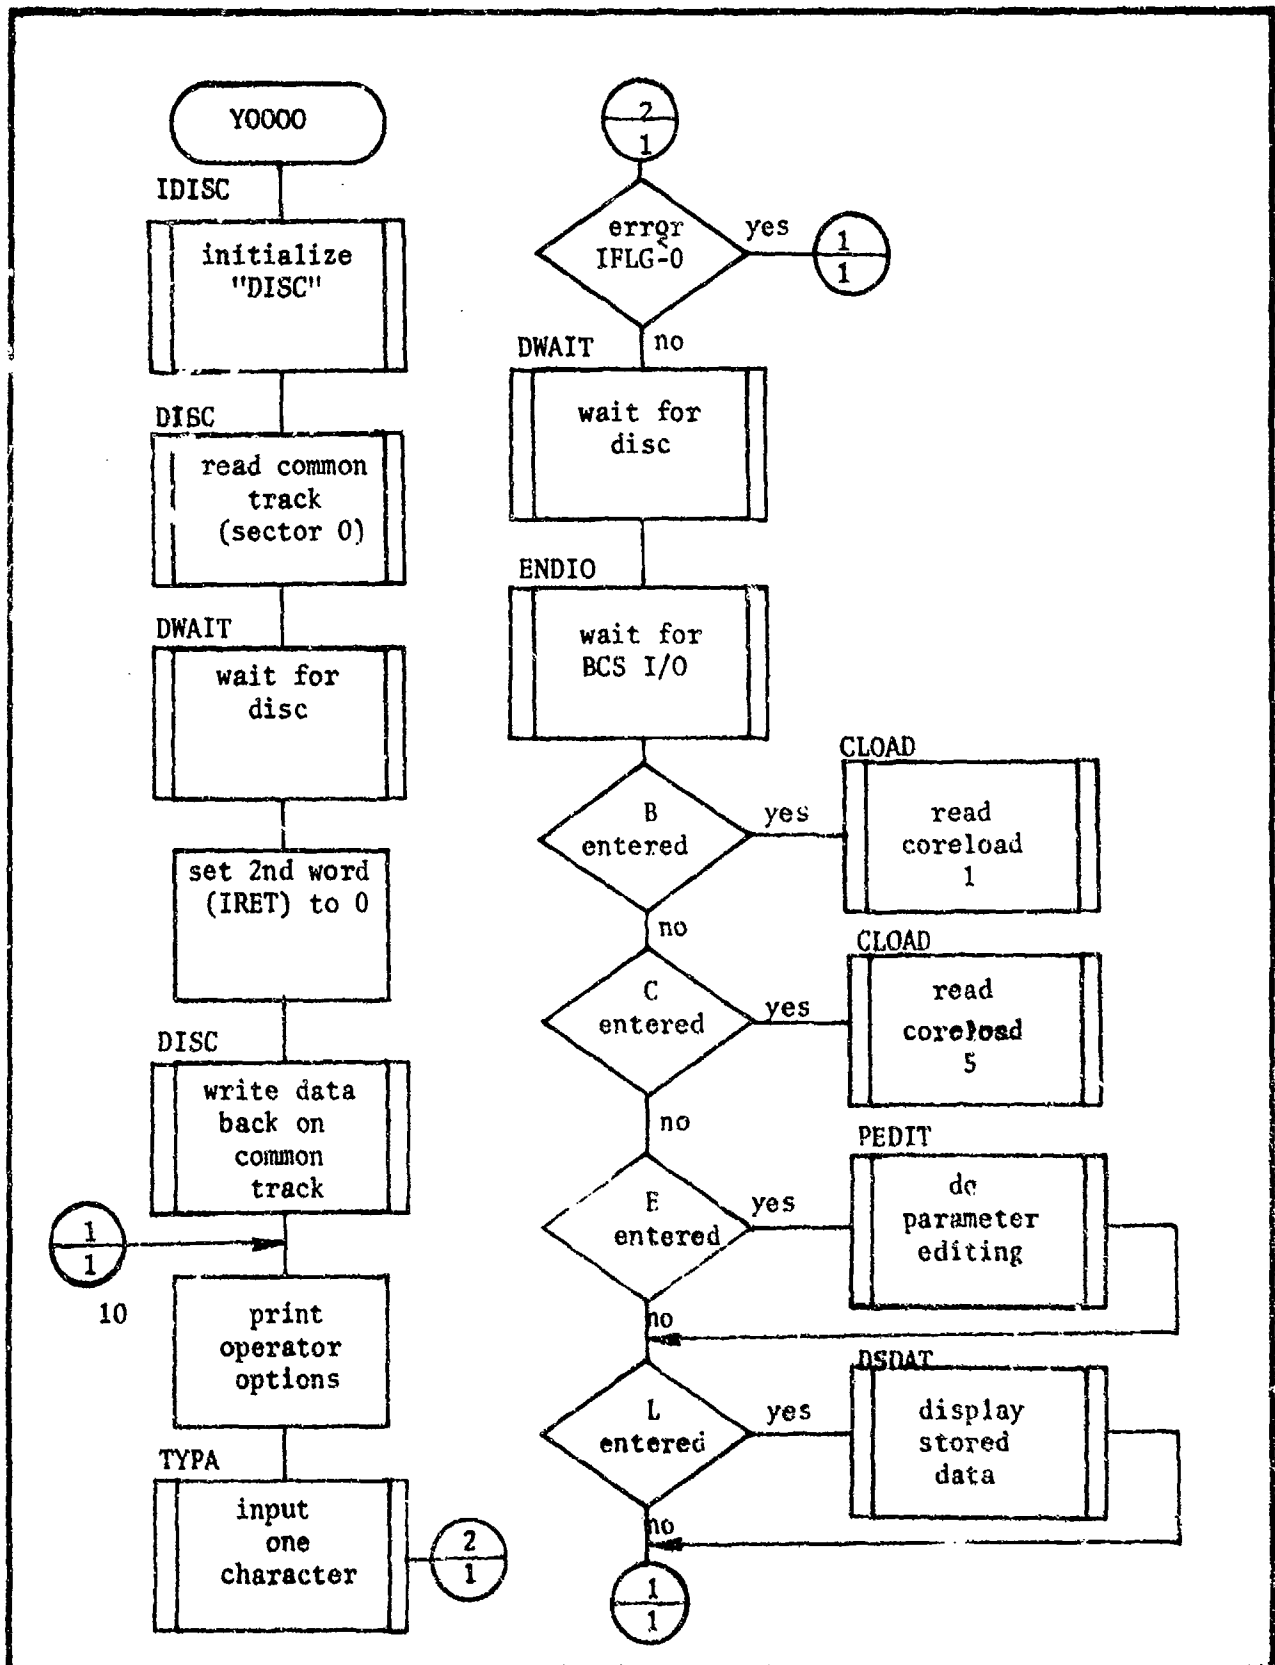 Y0000
IDISC
initialize
"DISC"
DISC
read common
track
(sector 0)
DWAIT
wait for
disc
set 2nd word
(IRET) to 0
DISC
write data
back on
common
track
1
1
10
print
operator
options
TYPA
input
one
character
2
1
2
1
error
<
IFLG-0
yes
1
1
no
DWAIT
wait for
disc
ENDIO
wait for
BCS I/O
B
entered
yes
CLOAD
read
coreload
1
no
C
entered
yes
CLOAD
read
coreload
5
no
E
entered
yes
PEDIT
do
parameter
editing
no
L
entered
yes
DSDAT
display
stored
data
no
1
1